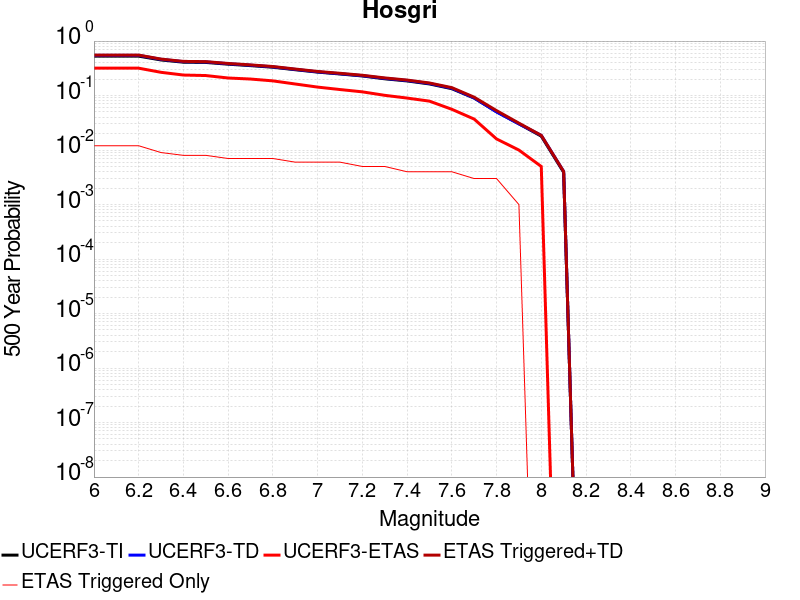 Hosgri
10^0
10^-1
10^-2
10^-3
10^-4
10^-5
10^-6
10^-7
10^-8
500 Year Probability
6 6.2 6.4 6.6 6.8 7 7.2 7.4 7.6 7.8 8 8.2 8.4 8.6 8.8 9
Magnitude
UCERF3-TI UCERF3-TD UCERF3-ETAS ETAS Triggered+TD
ETAS Triggered Only